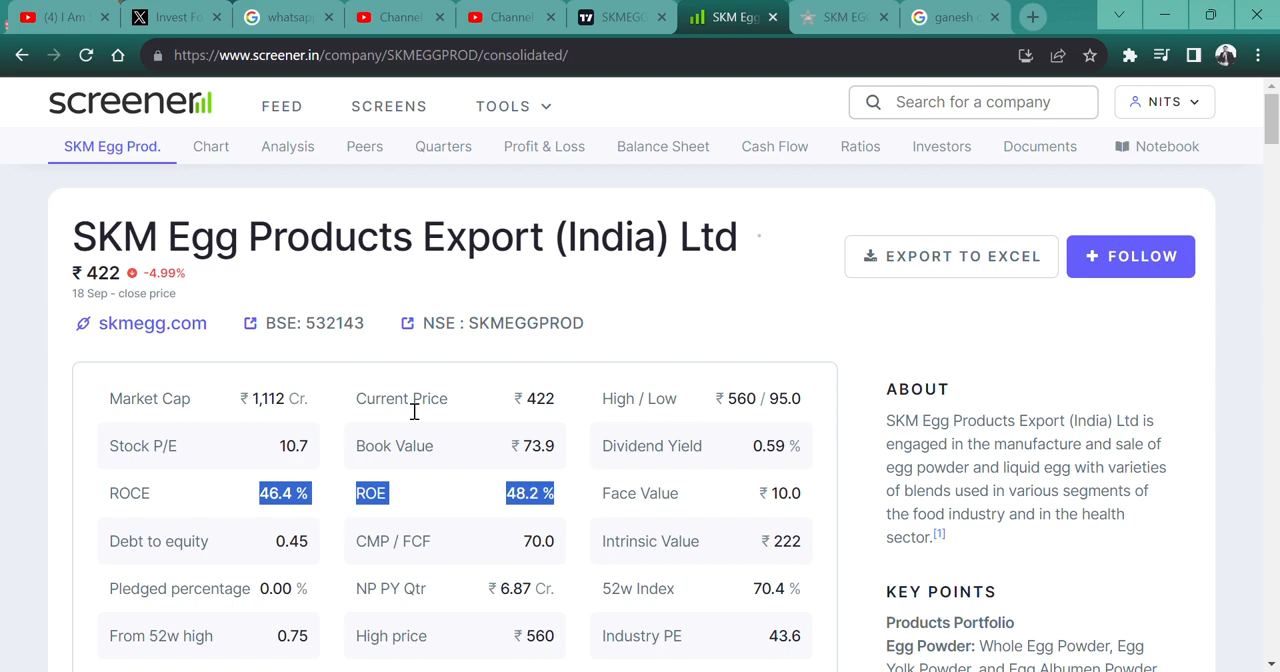 (4) I Am S
Invest Fo
whatsap
Channel
Channel
SKMEGG
SKM Egg
SKM EG
ganesh c
https://www.screener.in/company/SKMEGGPROD/consolidated/
screener
FEED
SCREENS
TOOLS
Search for a company
NITS
SKM Egg Prod.
Chart
Analysis
Peers
Quarters
Profit & Loss
Balance Sheet
Cash Flow
Ratios
Investors
Documents
Notebook
SKM Egg Products Export (India) Ltd
₹ 422 -4.99%
18 Sep - close price
EXPORT TO EXCEL
+ FOLLOW
skmegg.com
BSE: 532143
NSE : SKMEGGPROD
Market Cap ₹ 1,112 Cr.
Current Price ₹ 422
High / Low ₹ 560 / 95.0
Stock P/E 10.7
Book Value ₹ 73.9
Dividend Yield 0.59 %
ROCE 46.4 %
ROE 48.2 %
Face Value ₹ 10.0
Debt to equity 0.45
CMP / FCF 70.0
Intrinsic Value ₹ 222
Pledged percentage 0.00 %
NP PY Qtr ₹ 6.87 Cr.
52w Index 70.4 %
From 52w high 0.75
High price ₹ 560
Industry PE 43.6
ABOUT
SKM Egg Products Export (India) Ltd is
engaged in the manufacture and sale of
egg powder and liquid egg with varieties
of blends used in various segments of
the food industry and in the health
sector.[1]
KEY POINTS
Products Portfolio
Egg Powder: Whole Egg Powder, Egg
Yolk Powder, and Egg Albumen Powder